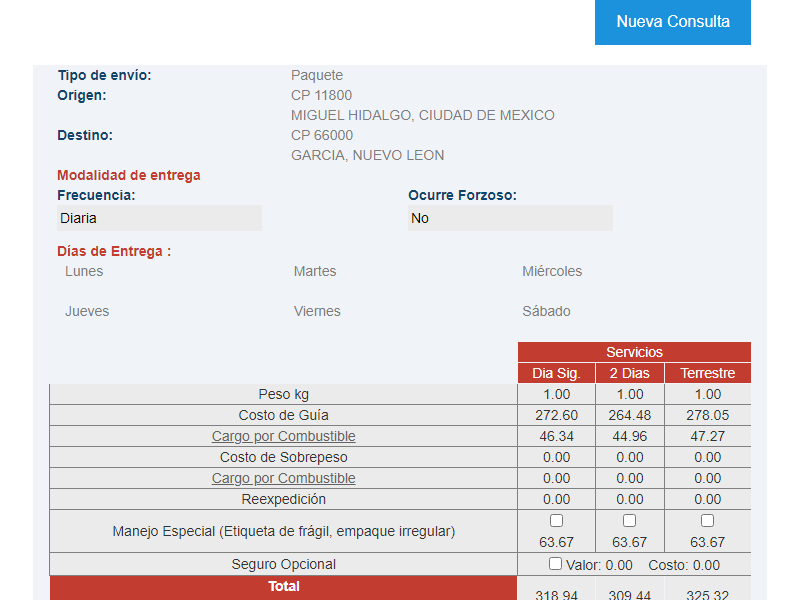 Nueva Consulta
Tipo de envío: Paquete
Origen: CP 11800
MIGUEL HIDALGO, CIUDAD DE MEXICO
Destino: CP 66000
GARCIA, NUEVO LEON
Modalidad de entrega
Frecuencia: Ocurre Forzoso:
Diaria No
Días de Entrega :
Lunes Martes Miércoles
Jueves Viernes Sábado
Servicios
Dia Sig. 2 Dias Terrestre
Peso kg 1.00 1.00 1.00
Costo de Guía 272.60 264.48 278.05
Cargo por Combustible 46.34 44.96 47.27
Costo de Sobrepeso 0.00 0.00 0.00
Cargo por Combustible 0.00 0.00 0.00
Reexpedición 0.00 0.00 0.00
Manejo Especial (Etiqueta de frágil, empaque irregular) 63.67 63.67 63.67
Seguro Opcional Valor: 0.00 Costo: 0.00
Total 318.94 309.44 325.32